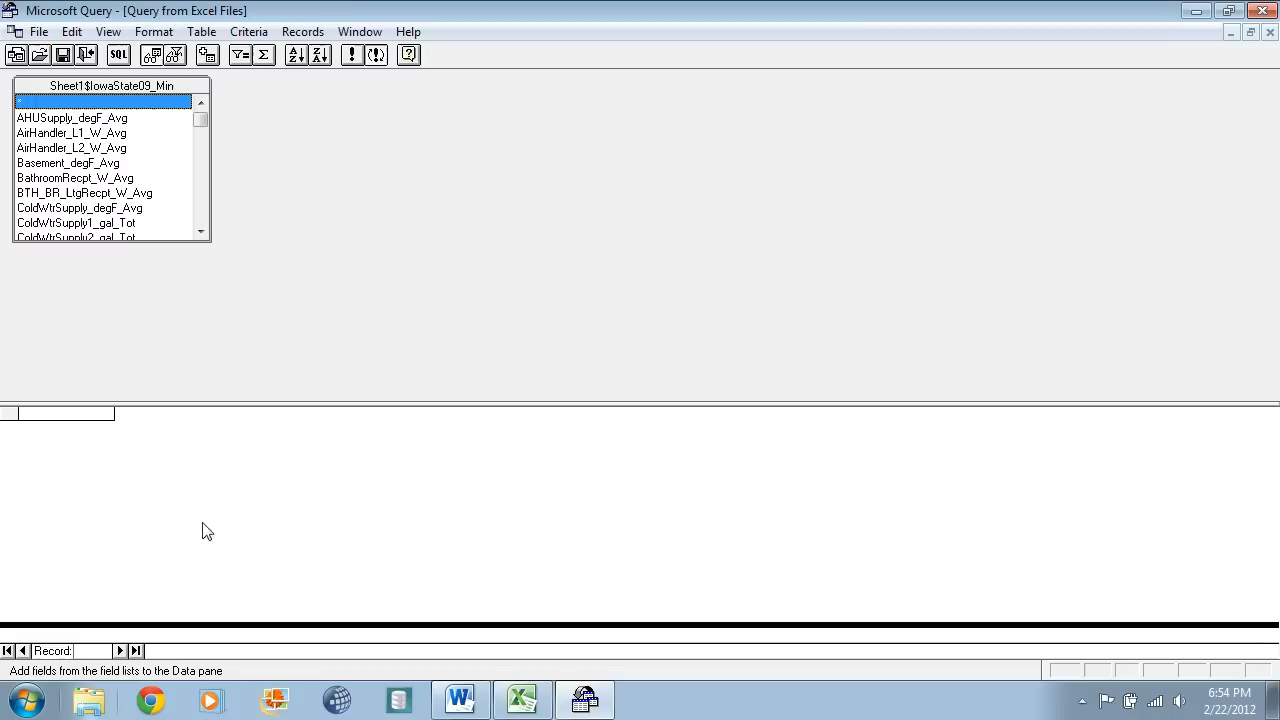 Microsoft Query - [Query from Excel Files]
File Edit View Format Table Criteria Records Window Help
SQL
Sheet1$IowaState09_Min
*
AHUSupply_degF_Avg
AirHandler_L1_W_Avg
AirHandler_L2_W_Avg
Basement_degF_Avg
BathroomRecpt_W_Avg
BTH_BR_LtgRecpt_W_Avg
ColdWtrSupply_degF_Avg
ColdWtrSupply1_gal_Tot
ColdWtrSupply2_gal_Tot
Record:
Add fields from the field lists to the Data pane
6:54 PM
2/22/2012